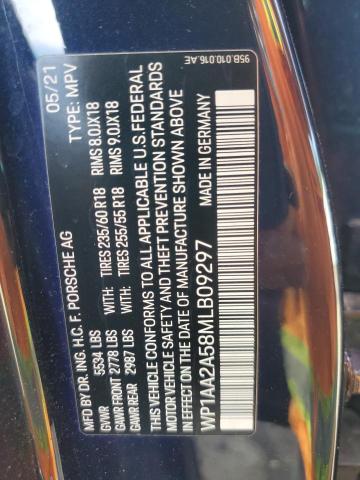 95B.010.016.AE
MFD BY DR. ING. H.C. F. PORSCHE AG 05/21
GVWR 5534 LBS TYPE: MPV
GAWR FRONT 2778 LBS WITH: TIRES 235/60 R18 RIMS 8.0JX18
GAWR REAR 2987 LBS WITH: TIRES 255/55 R18 RIMS 9.0JX18
THIS VEHICLE CONFORMS TO ALL APPLICABLE U.S.FEDERAL
MOTOR VEHICLE SAFETY AND THEFT PREVENTION STANDARDS
IN EFFECT ON THE DATE OF MANUFACTURE SHOWN ABOVE
WP1AA2A58MLB09297 MADE IN GERMANY